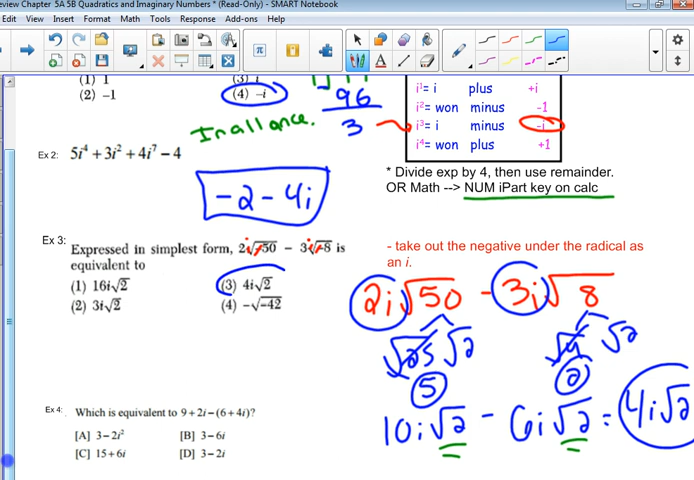 eview Chapter 5A 5B Quadratics and Imaginary Numbers * (Read-Only) - SMART Notebook
Insert Format Math Tools Response Add-ons Help
(1) 1
(2) −1
(4) −i
- 96
3
In all once.
i¹= i plus +i
i²= won minus -1
i³= i minus -i
i⁴= won plus +1
* Divide exp by 4, then use remainder.
OR Math --> NUM iPart key on calc
Ex 2: 5i⁴ + 3i² + 4i⁷ − 4
-2 - 4i
Ex 3:
Expressed in simplest form, 2√−50 − 3√−8 is
equivalent to
(1) 16i√2 (3) 4i√2
(2) 3i√2 (4) −√−42
- take out the negative under the radical as
an i.
2i√50 - 3i√8
√25 √2 √4 √2
5 2
10i√2 - 6i√2 = 4i√2
Ex 4: Which is equivalent to 9 + 2i − (6 + 4i)?
[A] 3 − 2i² [B] 3 − 6i
[C] 15 + 6i [D] 3 − 2i